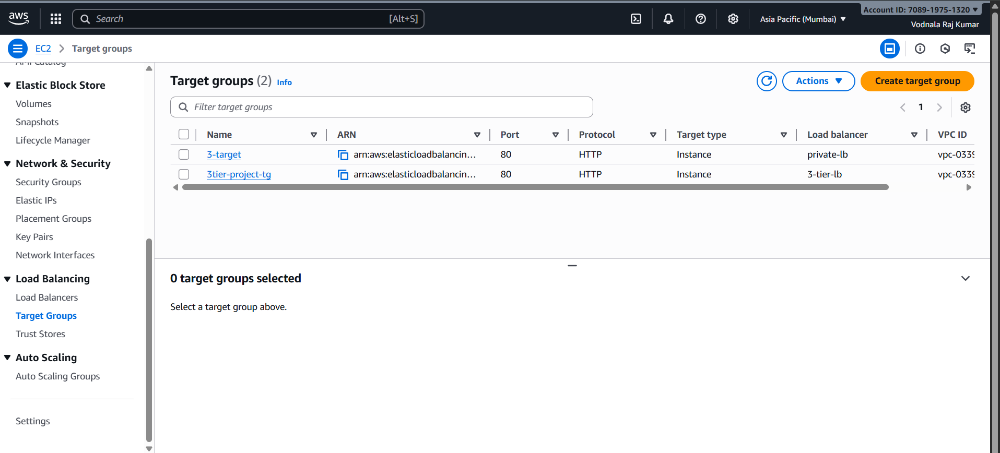 aws
Search [Alt+S]
Asia Pacific (Mumbai)
Account ID: 7089-1975-1320
Vodnala Raj Kumar
EC2 > Target groups
AMI Catalog
Elastic Block Store
Volumes
Snapshots
Lifecycle Manager
Network & Security
Security Groups
Elastic IPs
Placement Groups
Key Pairs
Network Interfaces
Load Balancing
Load Balancers
Target Groups
Trust Stores
Auto Scaling
Auto Scaling Groups
Settings
Target groups (2) Info
Actions
Create target group
Filter target groups
1
Name ARN Port Protocol Target type Load balancer VPC ID
3-target arn:aws:elasticloadbalancin... 80 HTTP Instance private-lb vpc-0339
3tier-project-tg arn:aws:elasticloadbalancin... 80 HTTP Instance 3-tier-lb vpc-0339
0 target groups selected
Select a target group above.